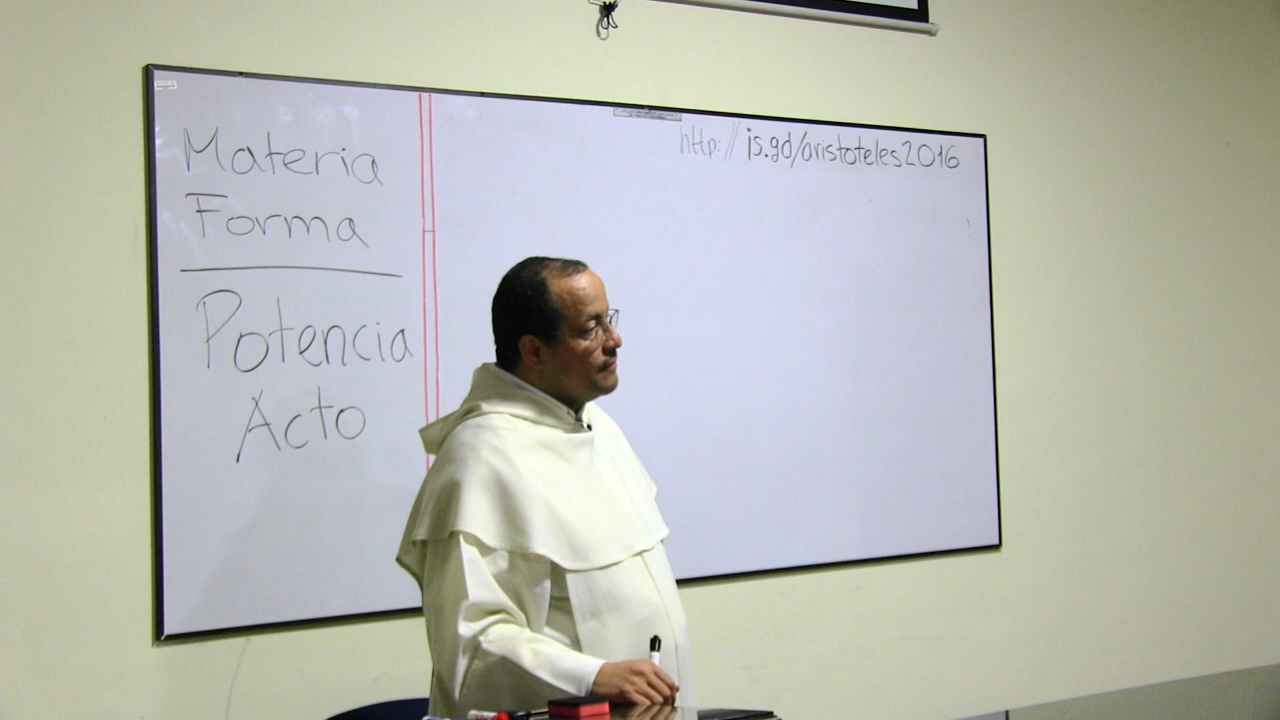 Materia
Forma
Potencia
Acto
http://is.gd/aristoteles2016